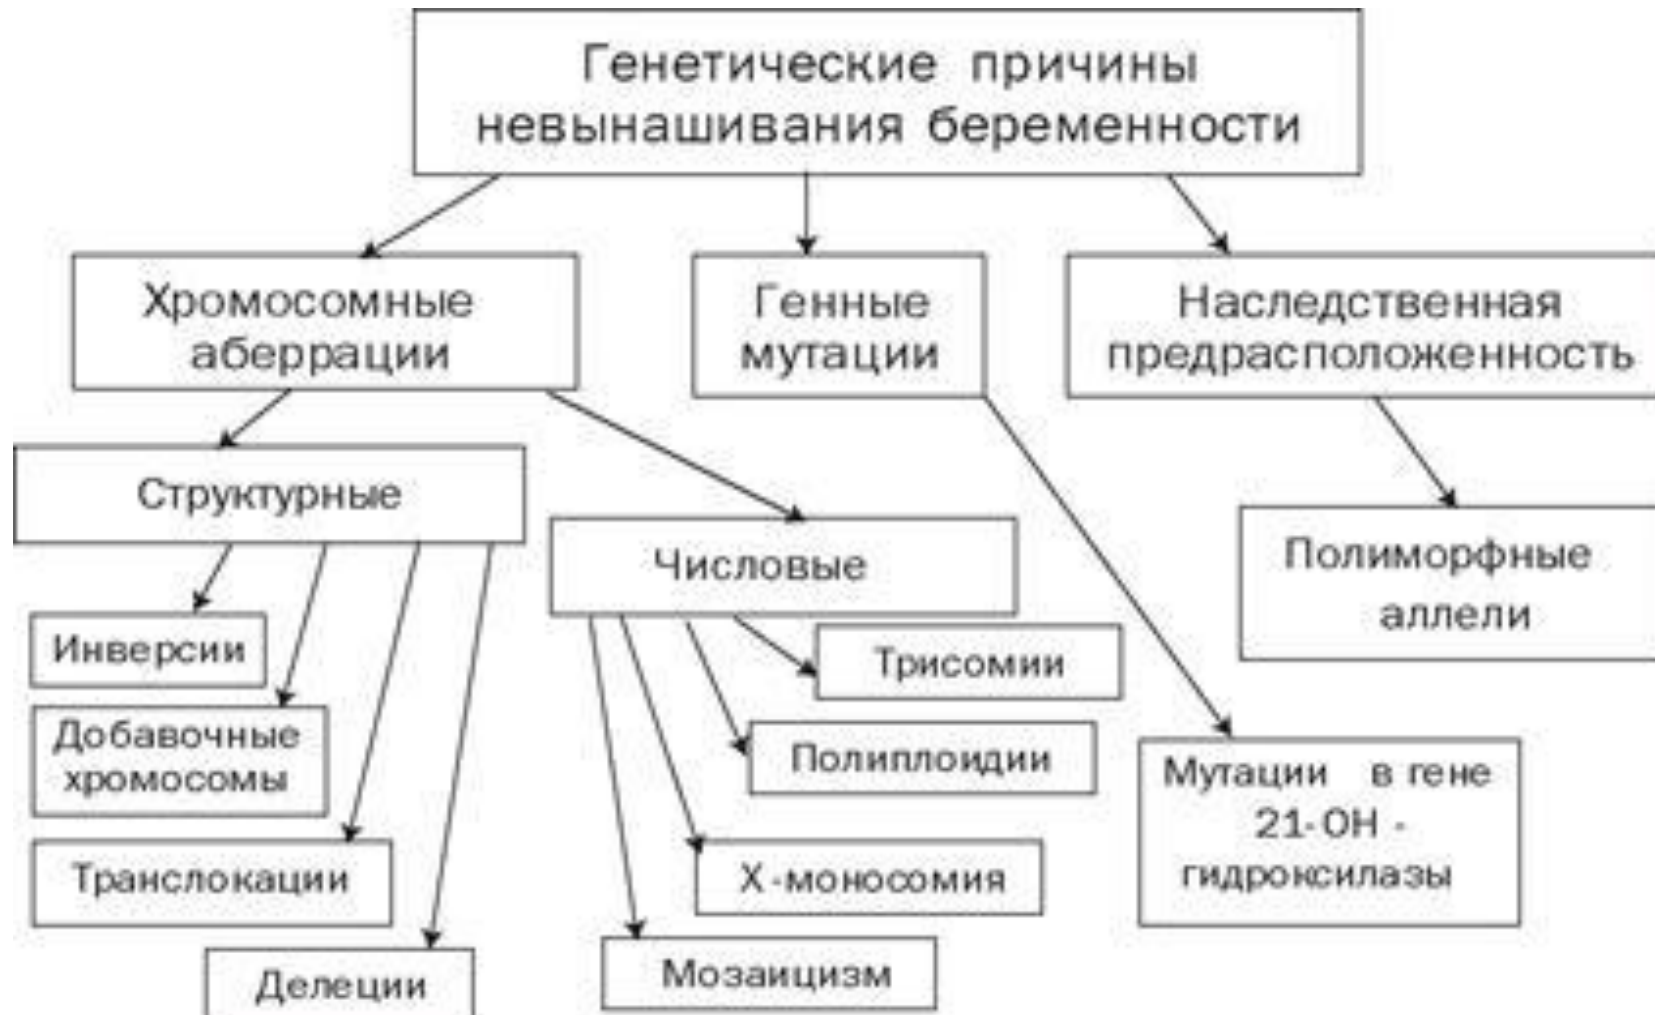 Генетические причины
невынашивания беременности
Хромосомные
аберрации
Генные
мутации
Наследственная
предрасположенность
Структурные
Числовые
Полиморфные
аллели
Инверсии
Добавочные
хромосомы
Транслокации
Делеции
Трисомии
Полиплоидии
Х-моносомия
Мозаицизм
Мутации в гене
21-ОН -
гидроксилазы